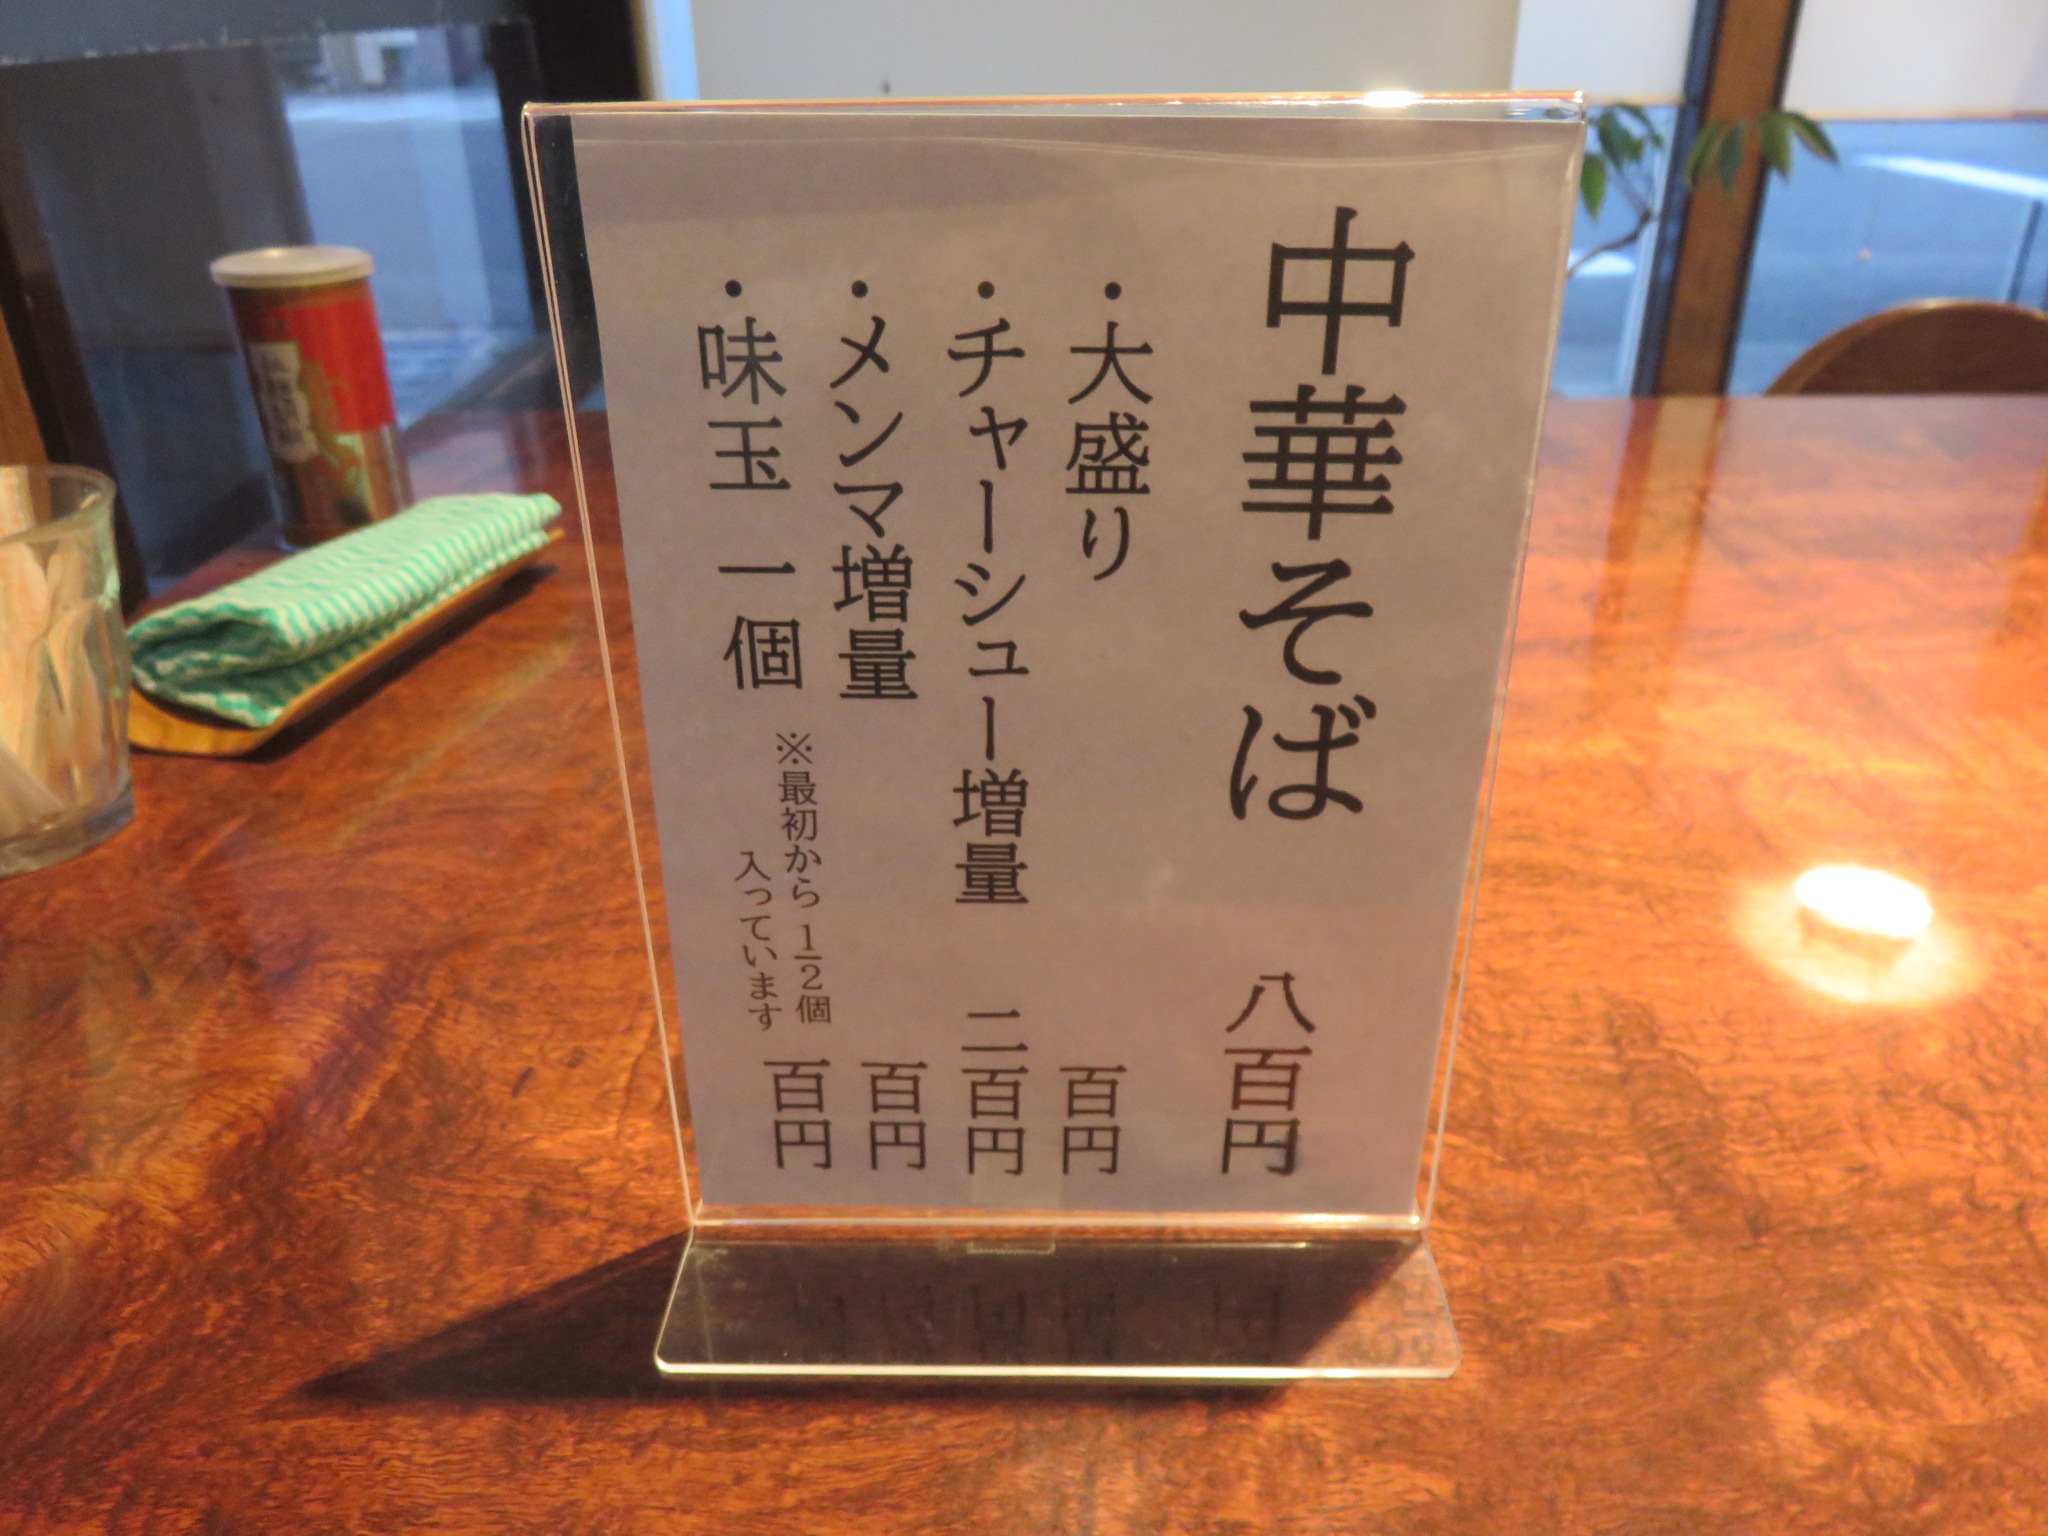 中華そば 八百円
・大盛り 百円
・チャーシュー増量 二百円
・メンマ増量 百円
・味玉 一個 ※最初から1/2個 入っています 百円